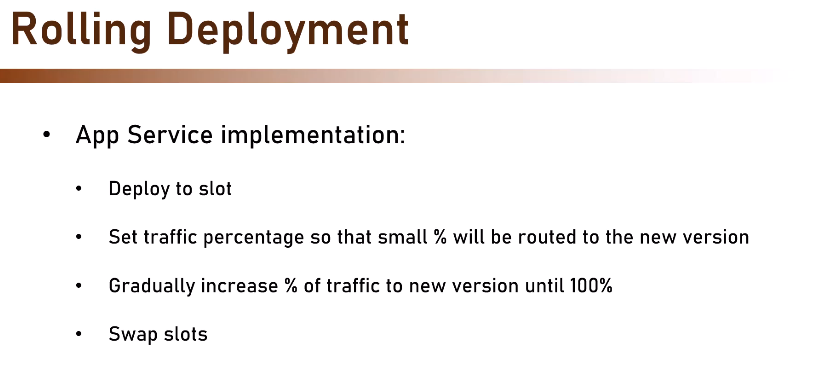 Rolling Deployment
• App Service implementation:
• Deploy to slot
• Set traffic percentage so that small % will be routed to the new version
• Gradually increase % of traffic to new version until 100%
• Swap slots